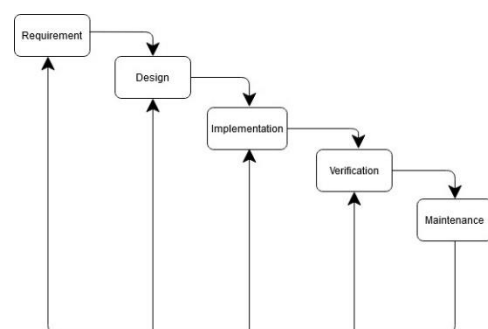 Requirement
Design
Implementation
Verification
Maintenance